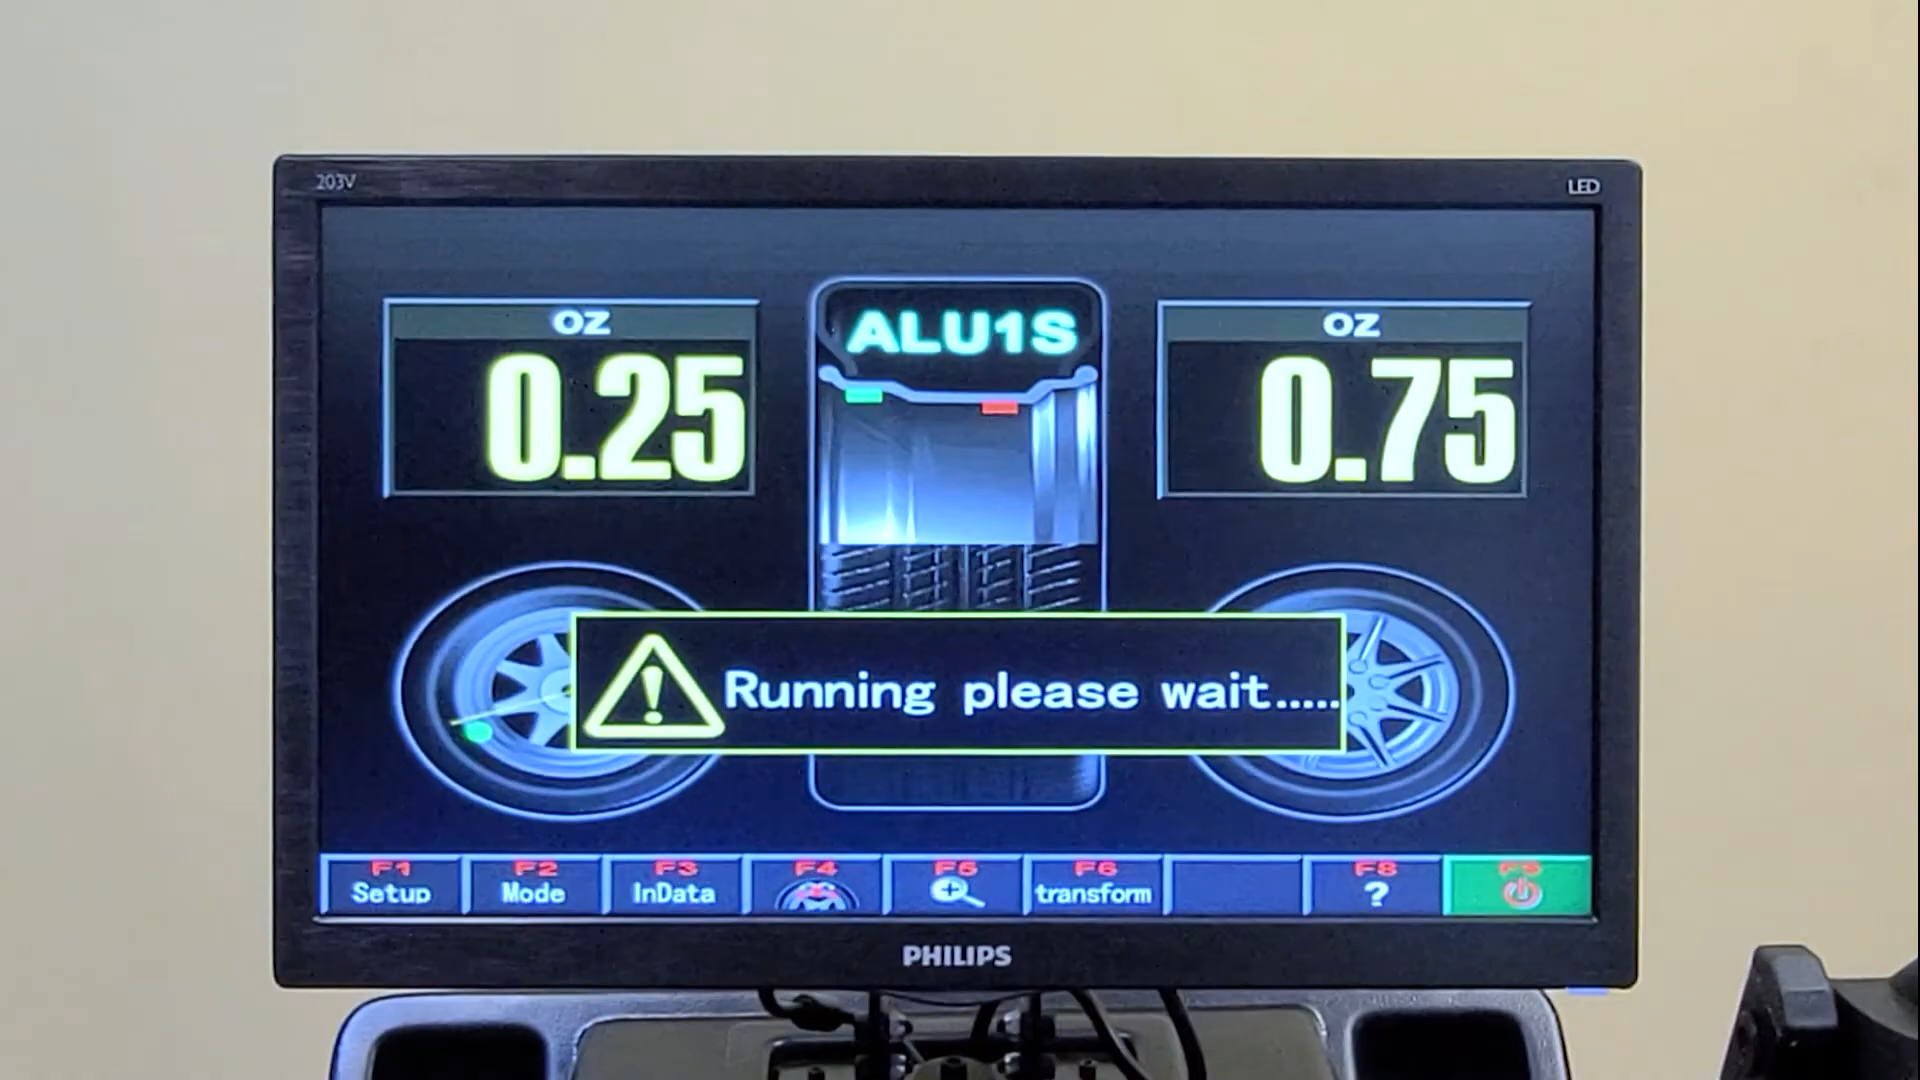 203V
LED
OZ
0.25
ALU1S
OZ
0.75
Running please wait.....
F1
Setup
F2
Mode
F3
InData
F4
F5
F6
transform
F8
?
F9
PHILIPS